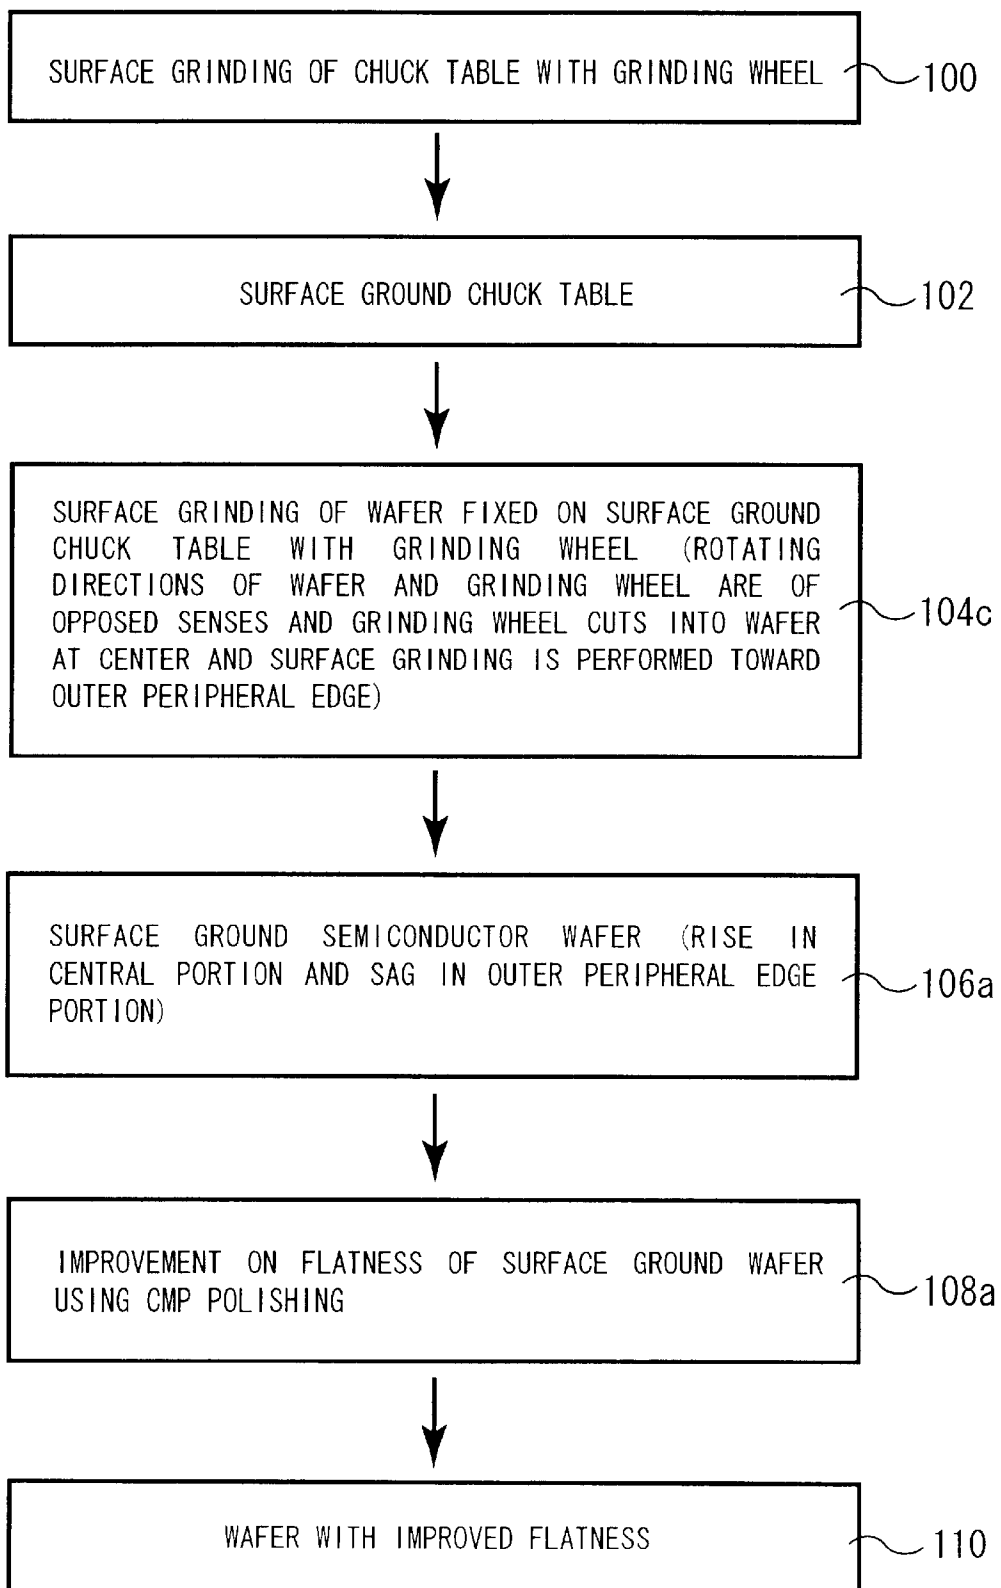 SURFACE GRINDING OF CHUCK TABLE WITH GRINDING WHEEL
100
SURFACE GROUND CHUCK TABLE
102
SURFACE GRINDING OF WAFER FIXED ON SURFACE GROUND
CHUCK TABLE WITH GRINDING WHEEL (ROTATING
DIRECTIONS OF WAFER AND GRINDING WHEEL ARE OF
OPPOSED SENSES AND GRINDING WHEEL CUTS INTO WAFER
AT CENTER AND SURFACE GRINDING IS PERFORMED TOWARD
OUTER PERIPHERAL EDGE)
104c
SURFACE GROUND SEMICONDUCTOR WAFER (RISE IN
CENTRAL PORTION AND SAG IN OUTER PERIPHERAL EDGE
PORTION)
106a
IMPROVEMENT ON FLATNESS OF SURFACE GROUND WAFER
USING CMP POLISHING
108a
WAFER WITH IMPROVED FLATNESS
110